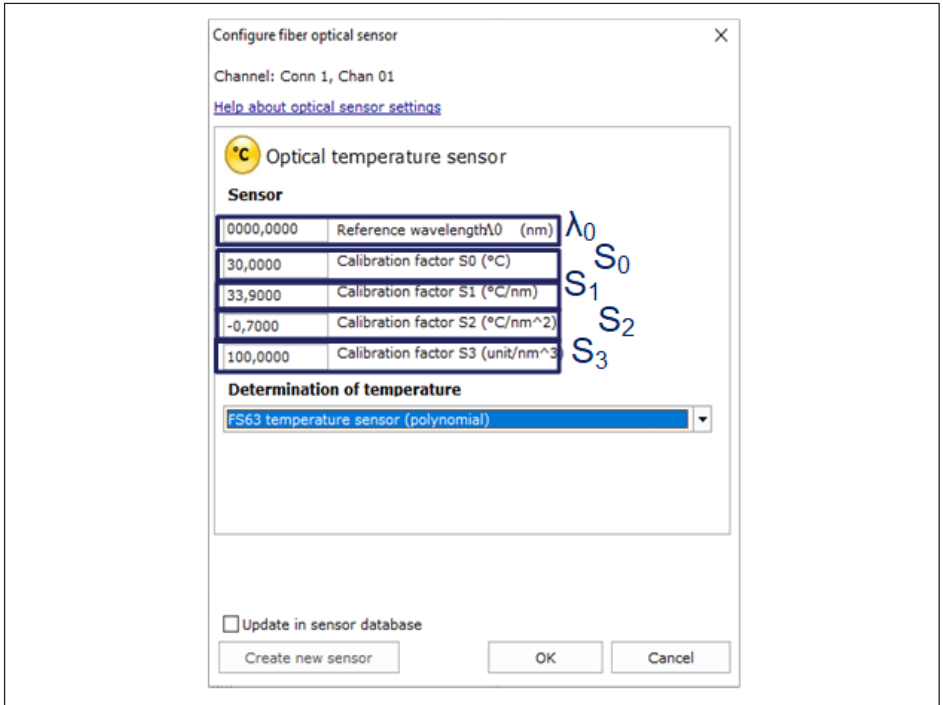 Configure fiber optical sensor
Channel: Conn 1, Chan 01
Help about optical sensor settings
°C Optical temperature sensor
Sensor
0000,0000 Reference wavelength λ0 (nm) λ0
30,0000 Calibration factor S0 (°C) S0
33,9000 Calibration factor S1 (°C/nm) S1
-0,7000 Calibration factor S2 (°C/nm^2) S2
100,0000 Calibration factor S3 (unit/nm^3) S3
Determination of temperature
FS63 temperature sensor (polynomial)
Update in sensor database
Create new sensor OK Cancel